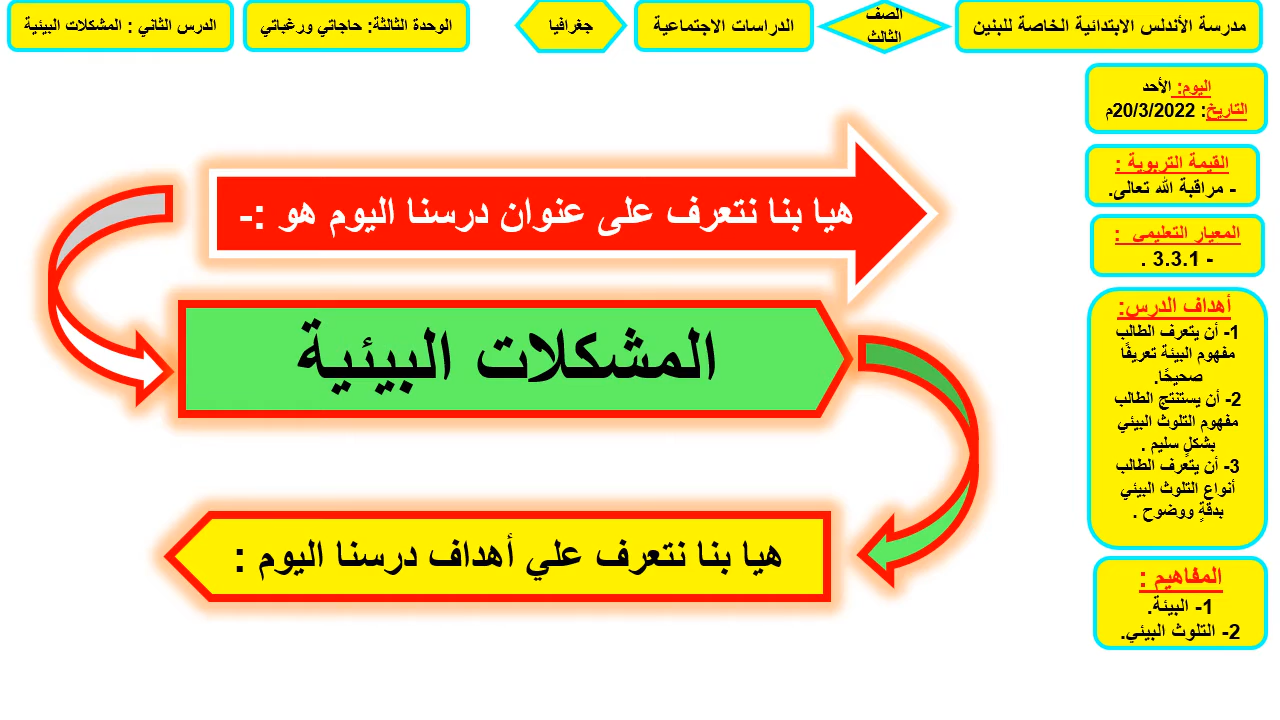 مدرسة الأندلس الابتدائية الخاصة للبنين
الصف
الثالث
الدراسات الاجتماعية
جغرافيا
الوحدة الثالثة: حاجاتي ورغباتي
الدرس الثاني : المشكلات البيئية
اليوم: الأحد
التاريخ: 20/3/2022م
القيمة التربوية :
- مراقبة الله تعالى.
المعيار التعليمي :
- 3.3.1 .
أهداف الدرس:
1- أن يتعرف الطالب
مفهوم البيئة تعريفًا
صحيحًا.
2- أن يستنتج الطالب
مفهوم التلوث البيئي
بشكلٍ سليم .
3- أن يتعرف الطالب
أنواع التلوث البيئي
بدقةٍ ووضوح .
المفاهيم :
1- البيئة.
2- التلوث البيئي.
هيا بنا نتعرف على عنوان درسنا اليوم هو :-
المشكلات البيئية
هيا بنا نتعرف علي أهداف درسنا اليوم :